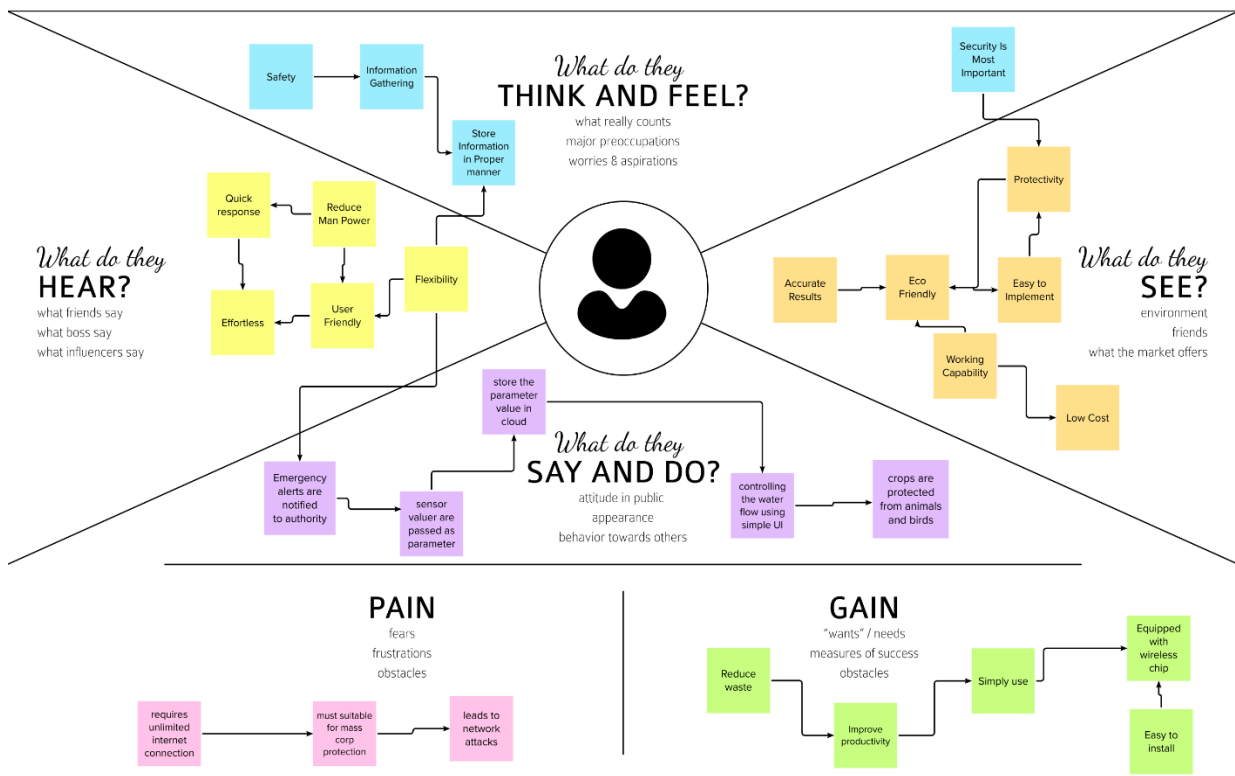 What do they
THINK AND FEEL?
what really counts
major preoccupations
worries & aspirations
Safety
Information
Gathering
Store
Information
in Proper
manner
Security Is
Most
Important
What do they
HEAR?
what friends say
what boss say
what influencers say
Quick
response
Reduce
Man Power
Flexibility
Effortless
User
Friendly
What do they
SEE?
environment
friends
what the market offers
Protectivity
Accurate
Results
Eco
Friendly
Easy to
Implement
Working
Capability
Low Cost
What do they
SAY AND DO?
attitude in public
appearance
behavior towards others
Emergency
alerts are
notified
to authority
sensor
valuer are
passed as
parameter
store the
parameter
value in
cloud
controlling
the water
flow using
simple UI
crops are
protected
from animals
and birds
PAIN
fears
frustrations
obstacles
requires
unlimited
internet
connection
must suitable
for mass
corp
protection
leads to
network
attacks
GAIN
"wants" / needs
measures of success
obstacles
Reduce
waste
Improve
productivity
Simply use
Equipped
with
wireless
chip
Easy to
install